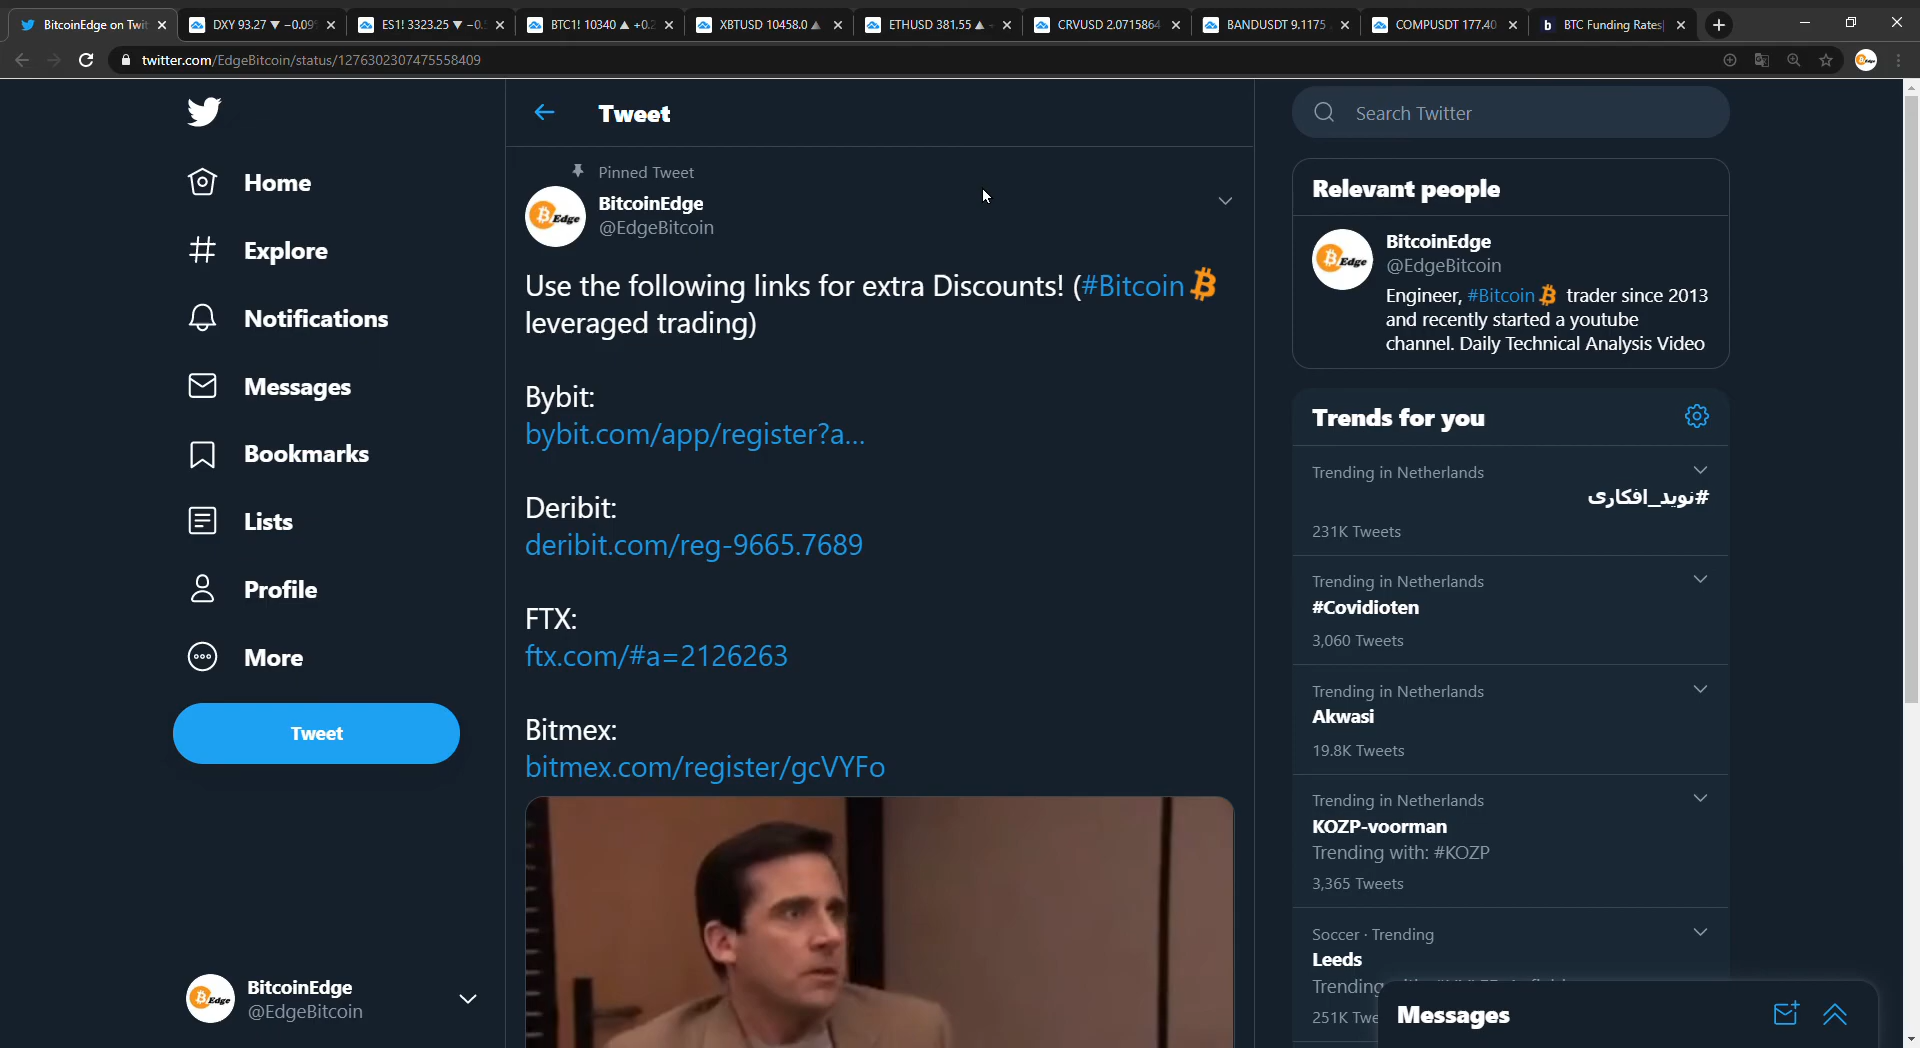 BitcoinEdge on Twit
DXY 93.27 ▼ −0.09
ES1! 3323.25 ▼ −0.
BTC1! 10340 ▲ +0.2
XBTUSD 10458.0 ▲
ETHUSD 381.55 ▲
CRVUSD 2.0715864
BANDUSDT 9.1175
COMPUSDT 177.40
b BTC Funding Rates
twitter.com/EdgeBitcoin/status/1276302307475558409
Home
Explore
Notifications
Messages
Bookmarks
Lists
Profile
More
Tweet
BitcoinEdge
@EdgeBitcoin
Tweet
Pinned Tweet
Edge
BitcoinEdge
@EdgeBitcoin
Use the following links for extra Discounts! (#Bitcoin
leveraged trading)
Bybit:
bybit.com/app/register?a...
Deribit:
deribit.com/reg-9665.7689
FTX:
ftx.com/#a=2126263
Bitmex:
bitmex.com/register/gcVYFo
Search Twitter
Relevant people
Edge
BitcoinEdge
@EdgeBitcoin
Engineer, #Bitcoin trader since 2013
and recently started a youtube
channel. Daily Technical Analysis Video
Trends for you
Trending in Netherlands
#نوید_افکاری
231K Tweets
Trending in Netherlands
#Covidioten
3,060 Tweets
Trending in Netherlands
Akwasi
19.8K Tweets
Trending in Netherlands
KOZP-voorman
Trending with: #KOZP
3,365 Tweets
Soccer · Trending
Leeds
Trending
251K Twe
Messages